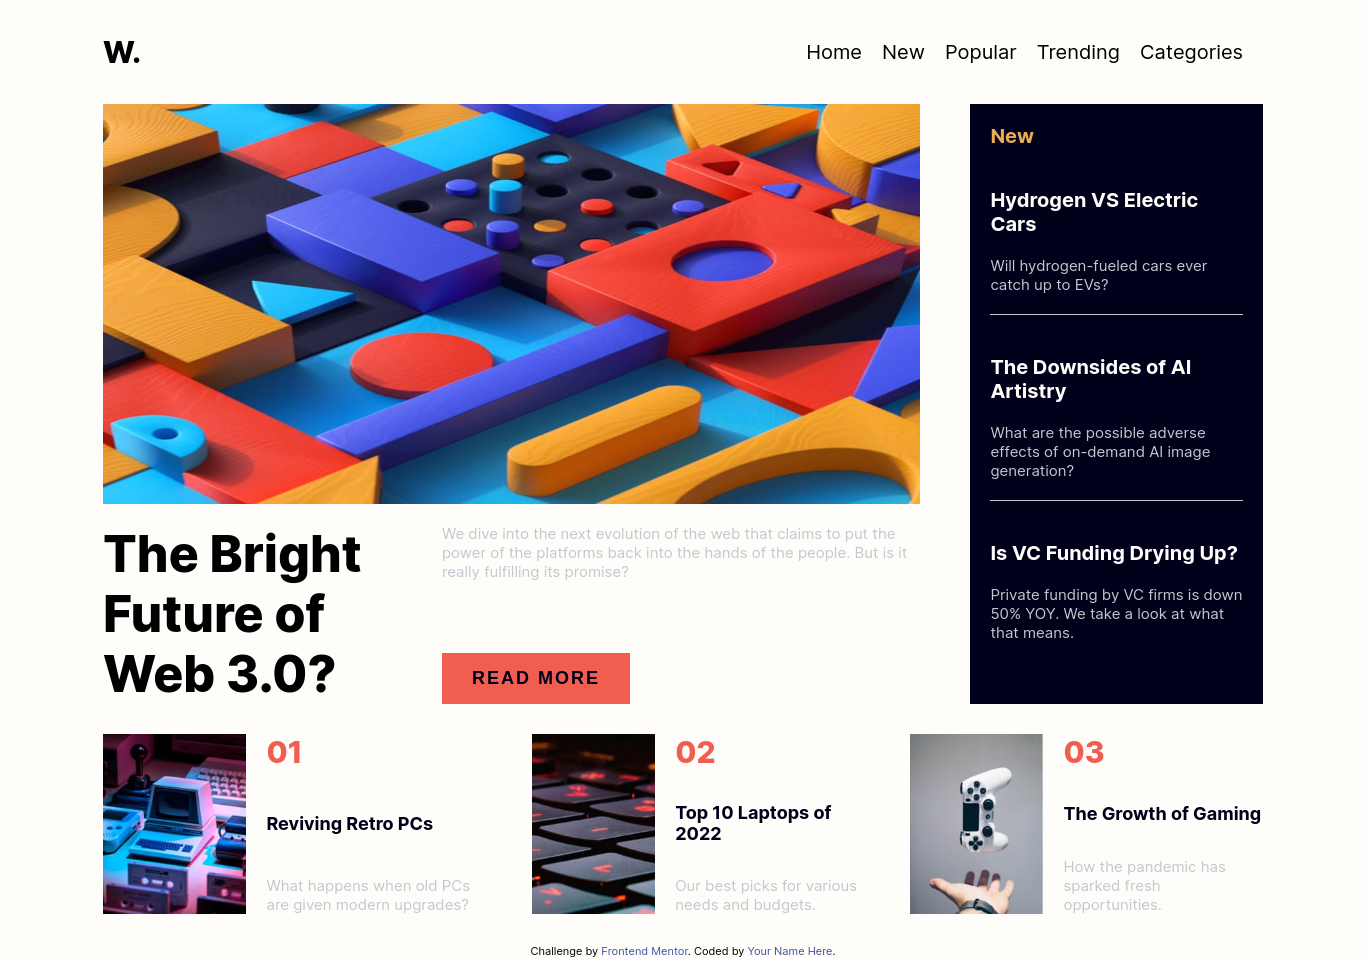 W.
Home New Popular Trending Categories
New
Hydrogen VS Electric
Cars
Will hydrogen-fueled cars ever
catch up to EVs?
The Downsides of AI
Artistry
What are the possible adverse
effects of on-demand AI image
generation?
Is VC Funding Drying Up?
Private funding by VC firms is down
50% YOY. We take a look at what
that means.
The Bright
Future of
Web 3.0?
We dive into the next evolution of the web that claims to put the
power of the platforms back into the hands of the people. But is it
really fulfilling its promise?
READ MORE
01
Reviving Retro PCs
What happens when old PCs
are given modern upgrades?
02
Top 10 Laptops of
2022
Our best picks for various
needs and budgets.
03
The Growth of Gaming
How the pandemic has
sparked fresh
opportunities.
Challenge by Frontend Mentor. Coded by Your Name Here.